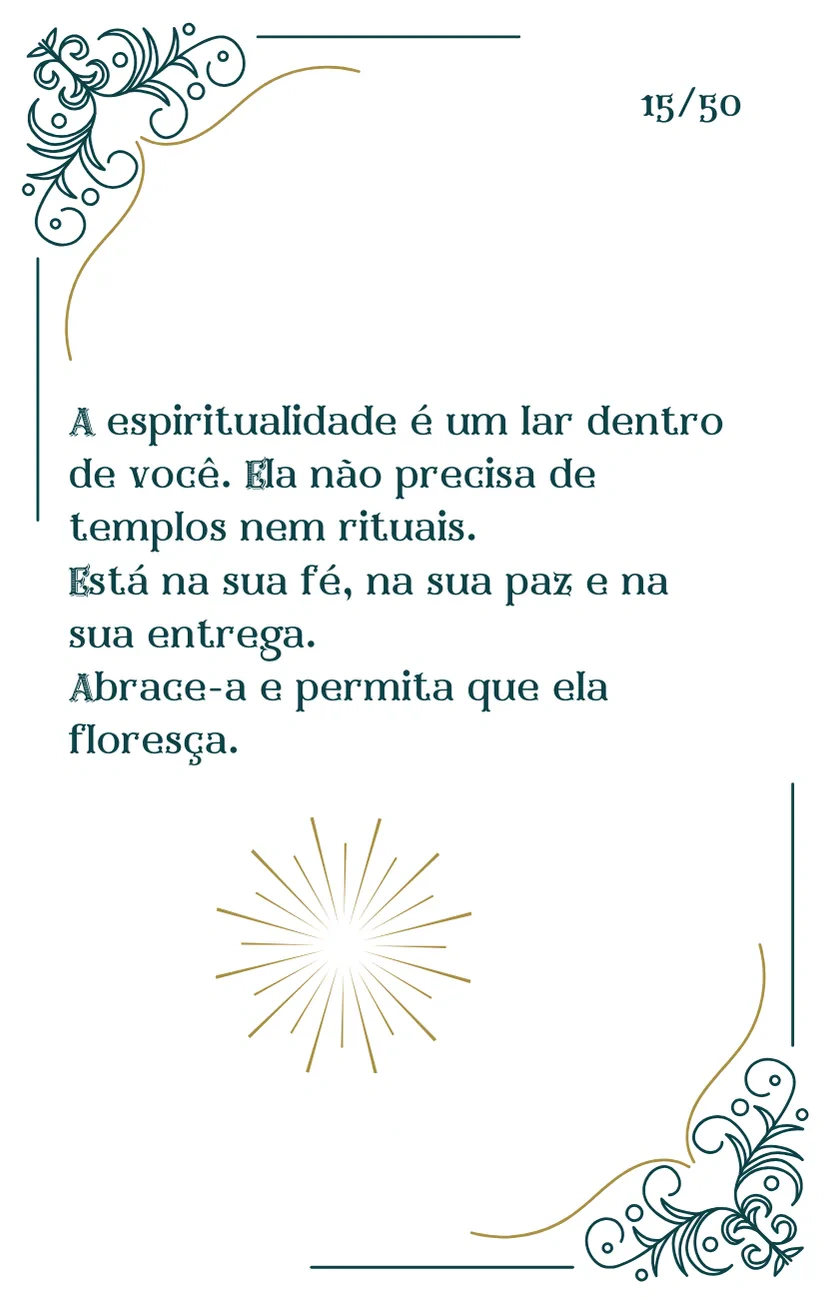 15/50
A espiritualidade é um lar dentro
de você. Ela não precisa de
templos nem rituais.
Está na sua fé, na sua paz e na
sua entrega.
Abrace-a e permita que ela
floresça.